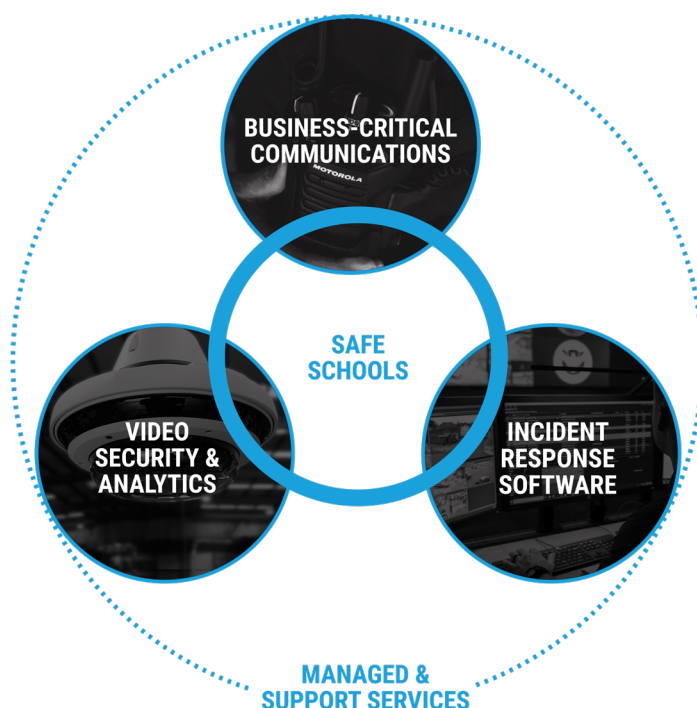 BUSINESS-CRITICAL
COMMUNICATIONS
MOTOROLA
SAFE
SCHOOLS
VIDEO
SECURITY &
ANALYTICS
INCIDENT
RESPONSE
SOFTWARE
MANAGED &
SUPPORT SERVICES